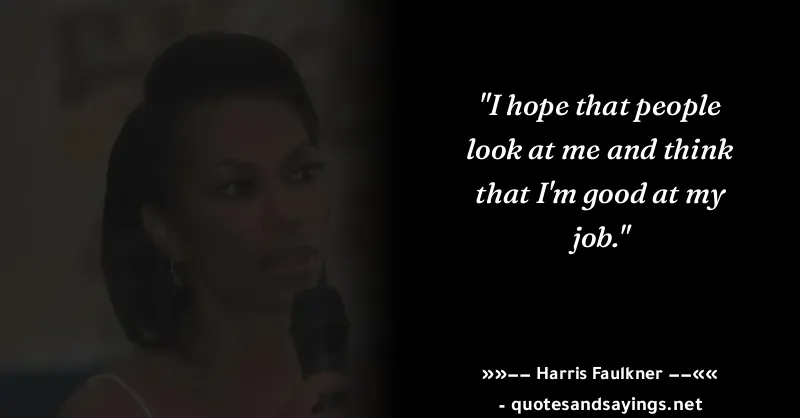 "I hope that people
look at me and think
that I'm good at my
job."
»»–– Harris Faulkner ––««
- quotesandsayings.net